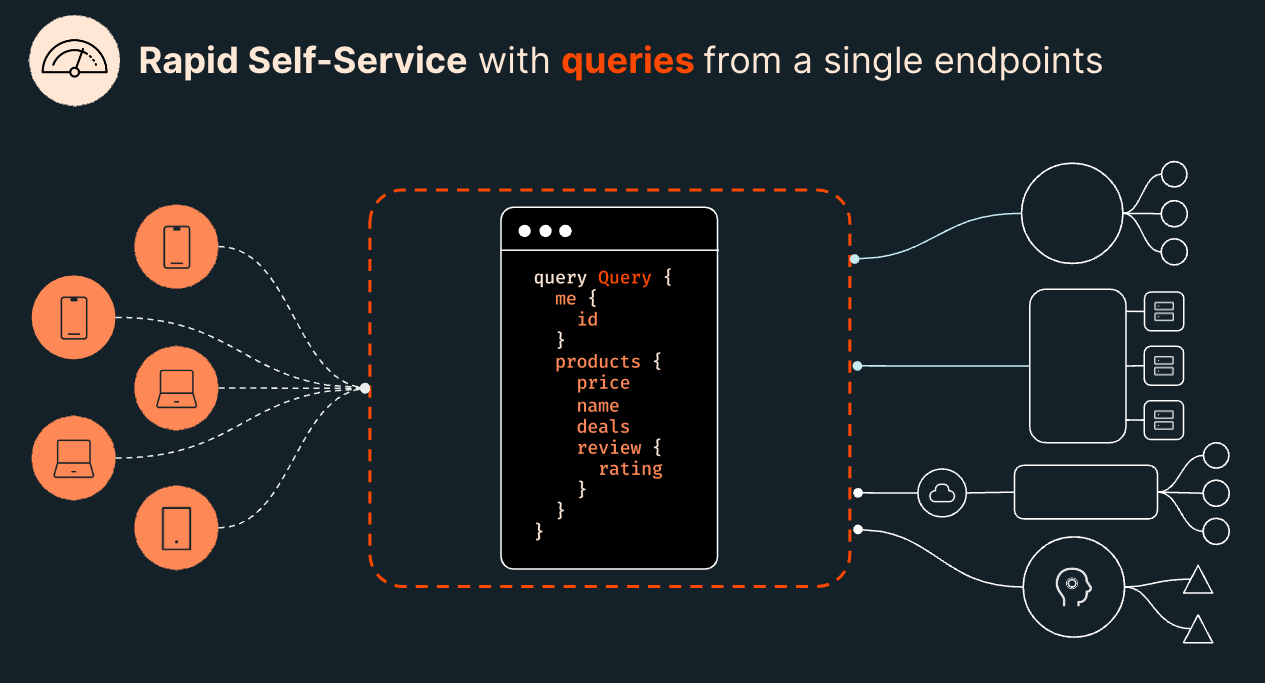 Rapid Self-Service with queries from a single endpoints
query Query {
  me {
    id
  }
  products {
    price
    name
    deals
    review {
      rating
    }
  }
}